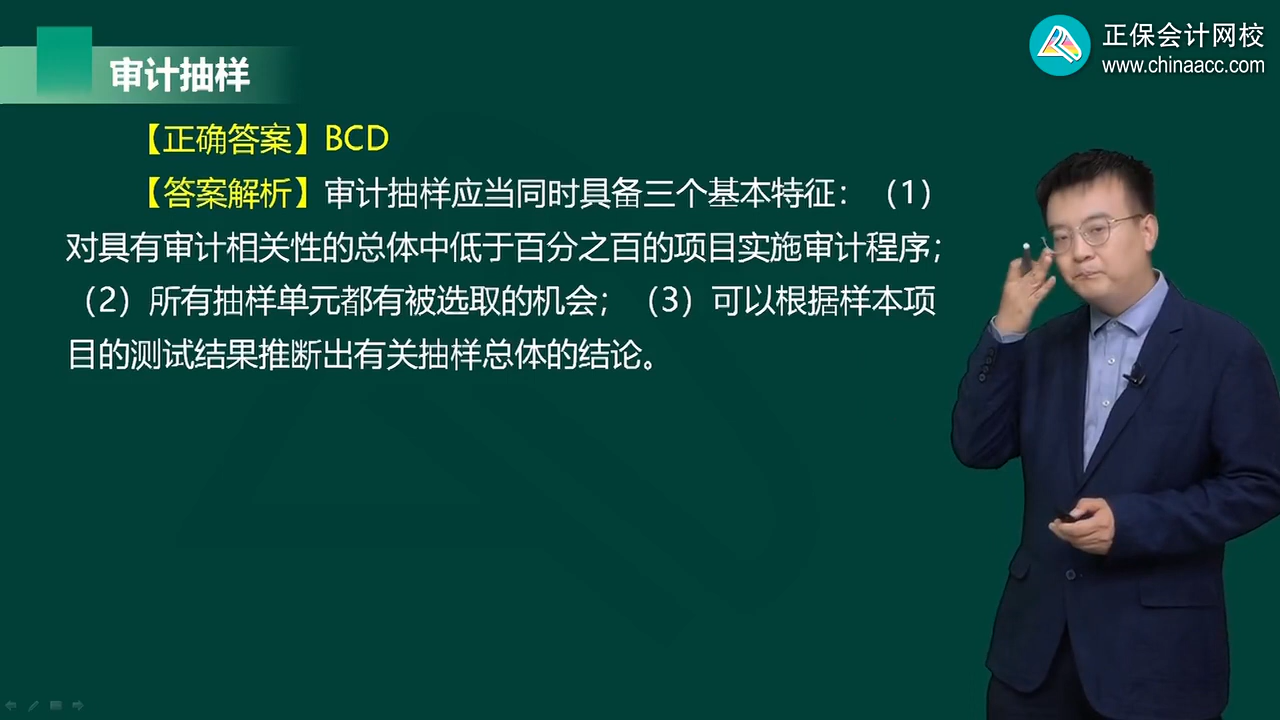 审计抽样
正保会计网校
www.chinaacc.com
【正确答案】BCD
【答案解析】审计抽样应当同时具备三个基本特征：（1）
对具有审计相关性的总体中低于百分之百的项目实施审计程序；
（2）所有抽样单元都有被选取的机会；（3）可以根据样本项
目的测试结果推断出有关抽样总体的结论。